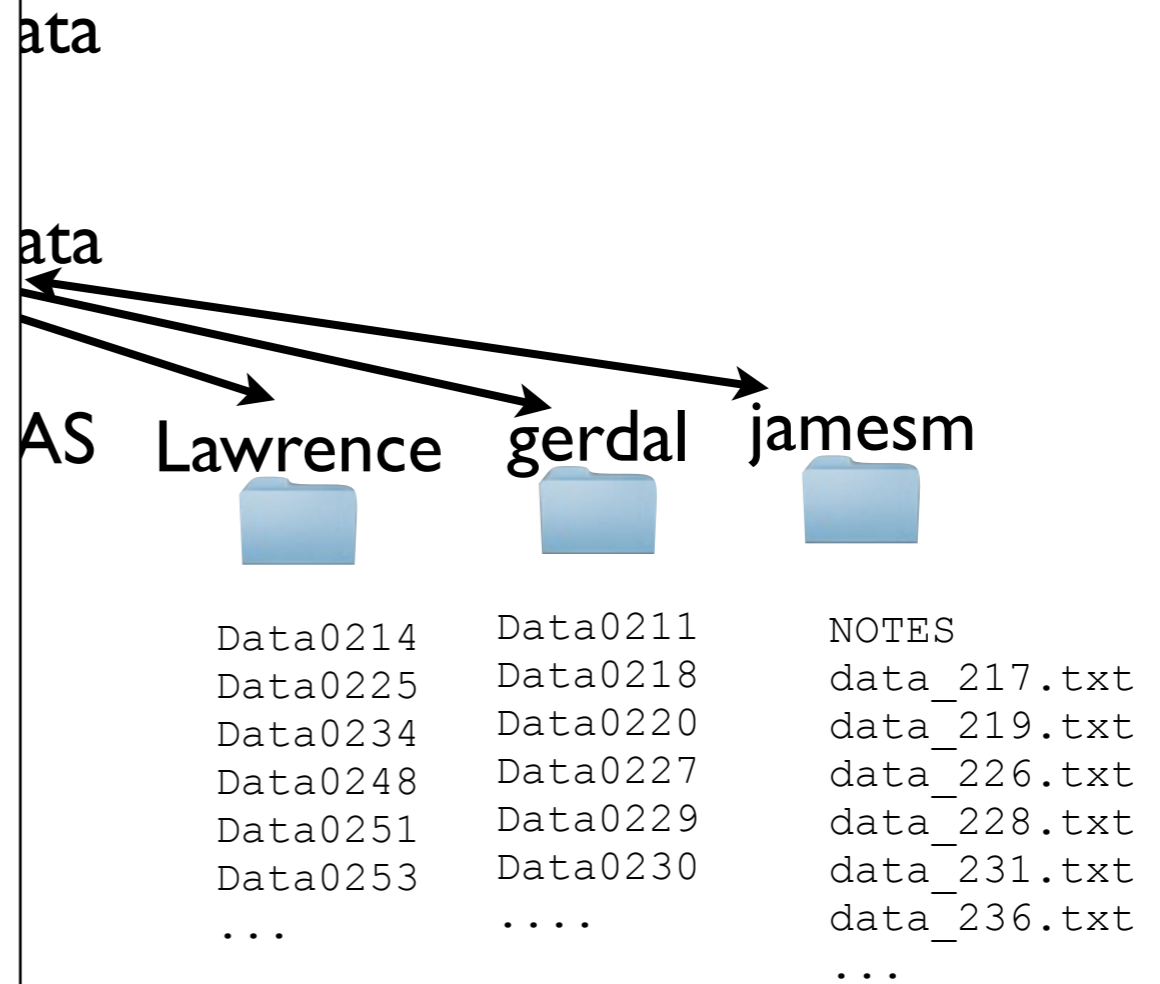 ata
ata
AS
Lawrence
gerdal
jamesm
Data0214
Data0225
Data0234
Data0248
Data0251
Data0253
...
Data0211
Data0218
Data0220
Data0227
Data0229
Data0230
....
NOTES
data_217.txt
data_219.txt
data_226.txt
data_228.txt
data_231.txt
data_236.txt
...